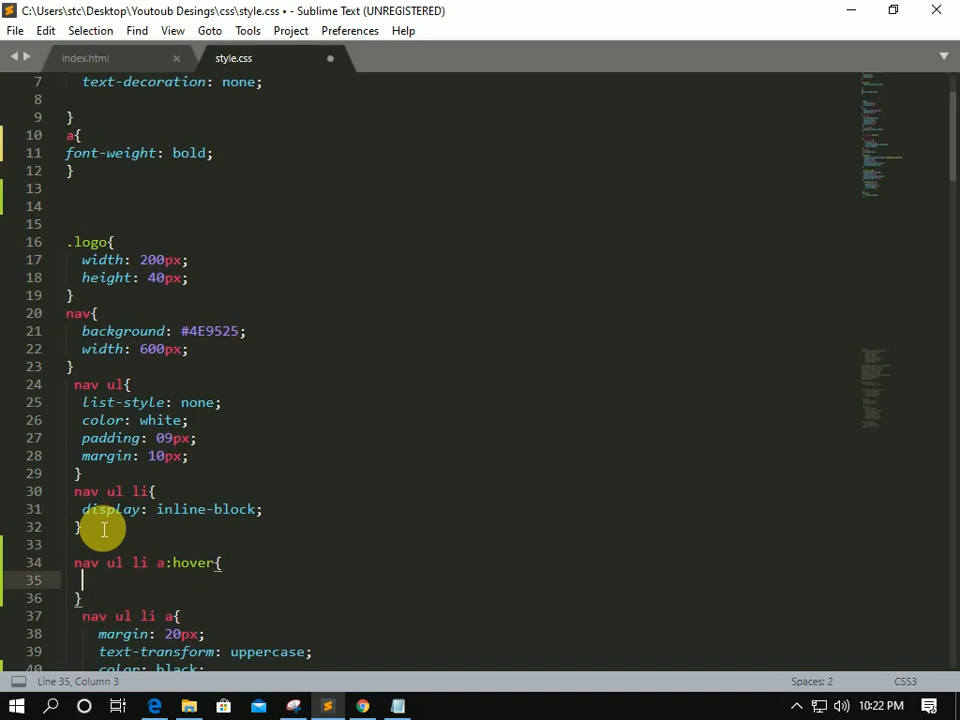 C:\Users\stc\Desktop\Youtoub Desings\css\style.css • - Sublime Text (UNREGISTERED)
File Edit Selection Find View Goto Tools Project Preferences Help
index.html style.css
7 text-decoration: none;
8
9 }
10 a{
11 font-weight: bold;
12 }
13
14
15
16 .logo{
17 width: 200px;
18 height: 40px;
19 }
20 nav{
21 background: #4E9525;
22 width: 600px;
23 }
24 nav ul{
25 list-style: none;
26 color: white;
27 padding: 09px;
28 margin: 10px;
29 }
30 nav ul li{
31 display: inline-block;
32 }
33
34 nav ul li a:hover{
35
36 }
37 nav ul li a{
38 margin: 20px;
39 text-transform: uppercase;
40 color: black;
Line 35, Column 3 Spaces: 2 CSS3
10:22 PM